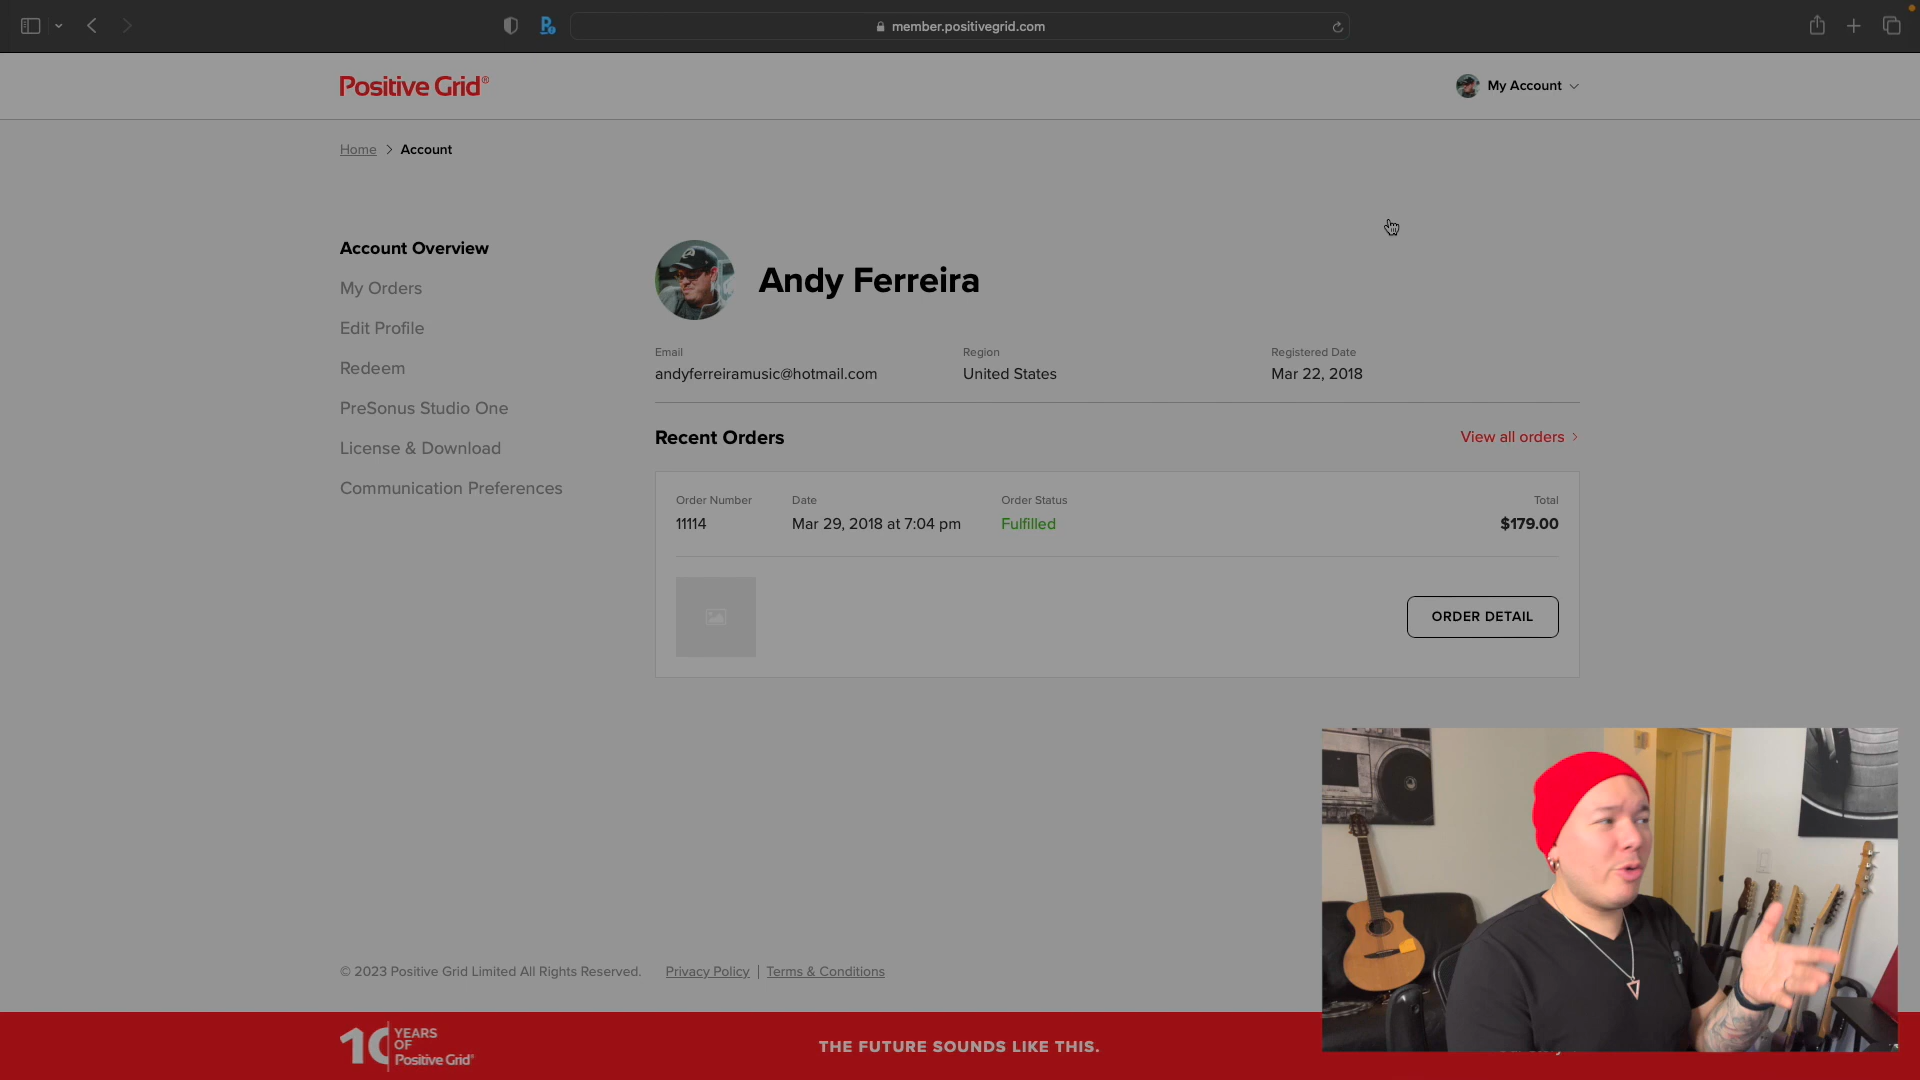 member.positivegrid.com
Positive Grid®
My Account
Home > Account
Account Overview
My Orders
Edit Profile
Redeem
PreSonus Studio One
License & Download
Communication Preferences
Andy Ferreira
Email
andyferreiramusic@hotmail.com
Region
United States
Registered Date
Mar 22, 2018
Recent Orders
View all orders >
Order Number
11114
Date
Mar 29, 2018 at 7:04 pm
Order Status
Fulfilled
Total
$179.00
ORDER DETAIL
© 2023 Positive Grid Limited All Rights Reserved.
Privacy Policy | Terms & Conditions
10 YEARS
OF
Positive Grid®
THE FUTURE SOUNDS LIKE THIS.